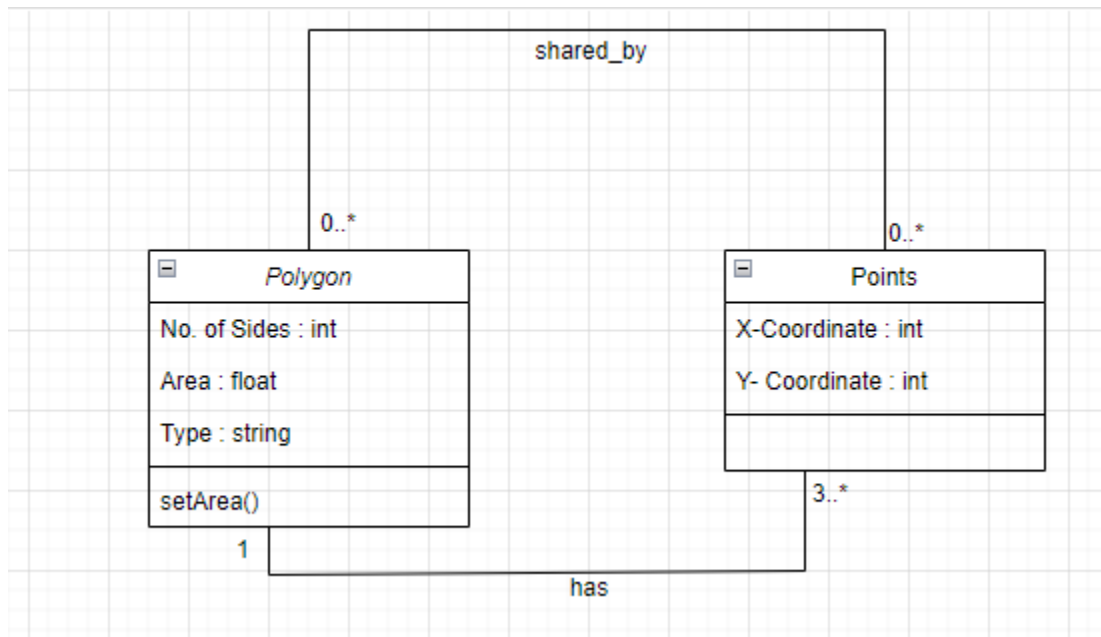 shared_by
0..*
0..*
Polygon
No. of Sides : int
Area : float
Type : string
setArea()
Points
X-Coordinate : int
Y- Coordinate : int
1
3..*
has